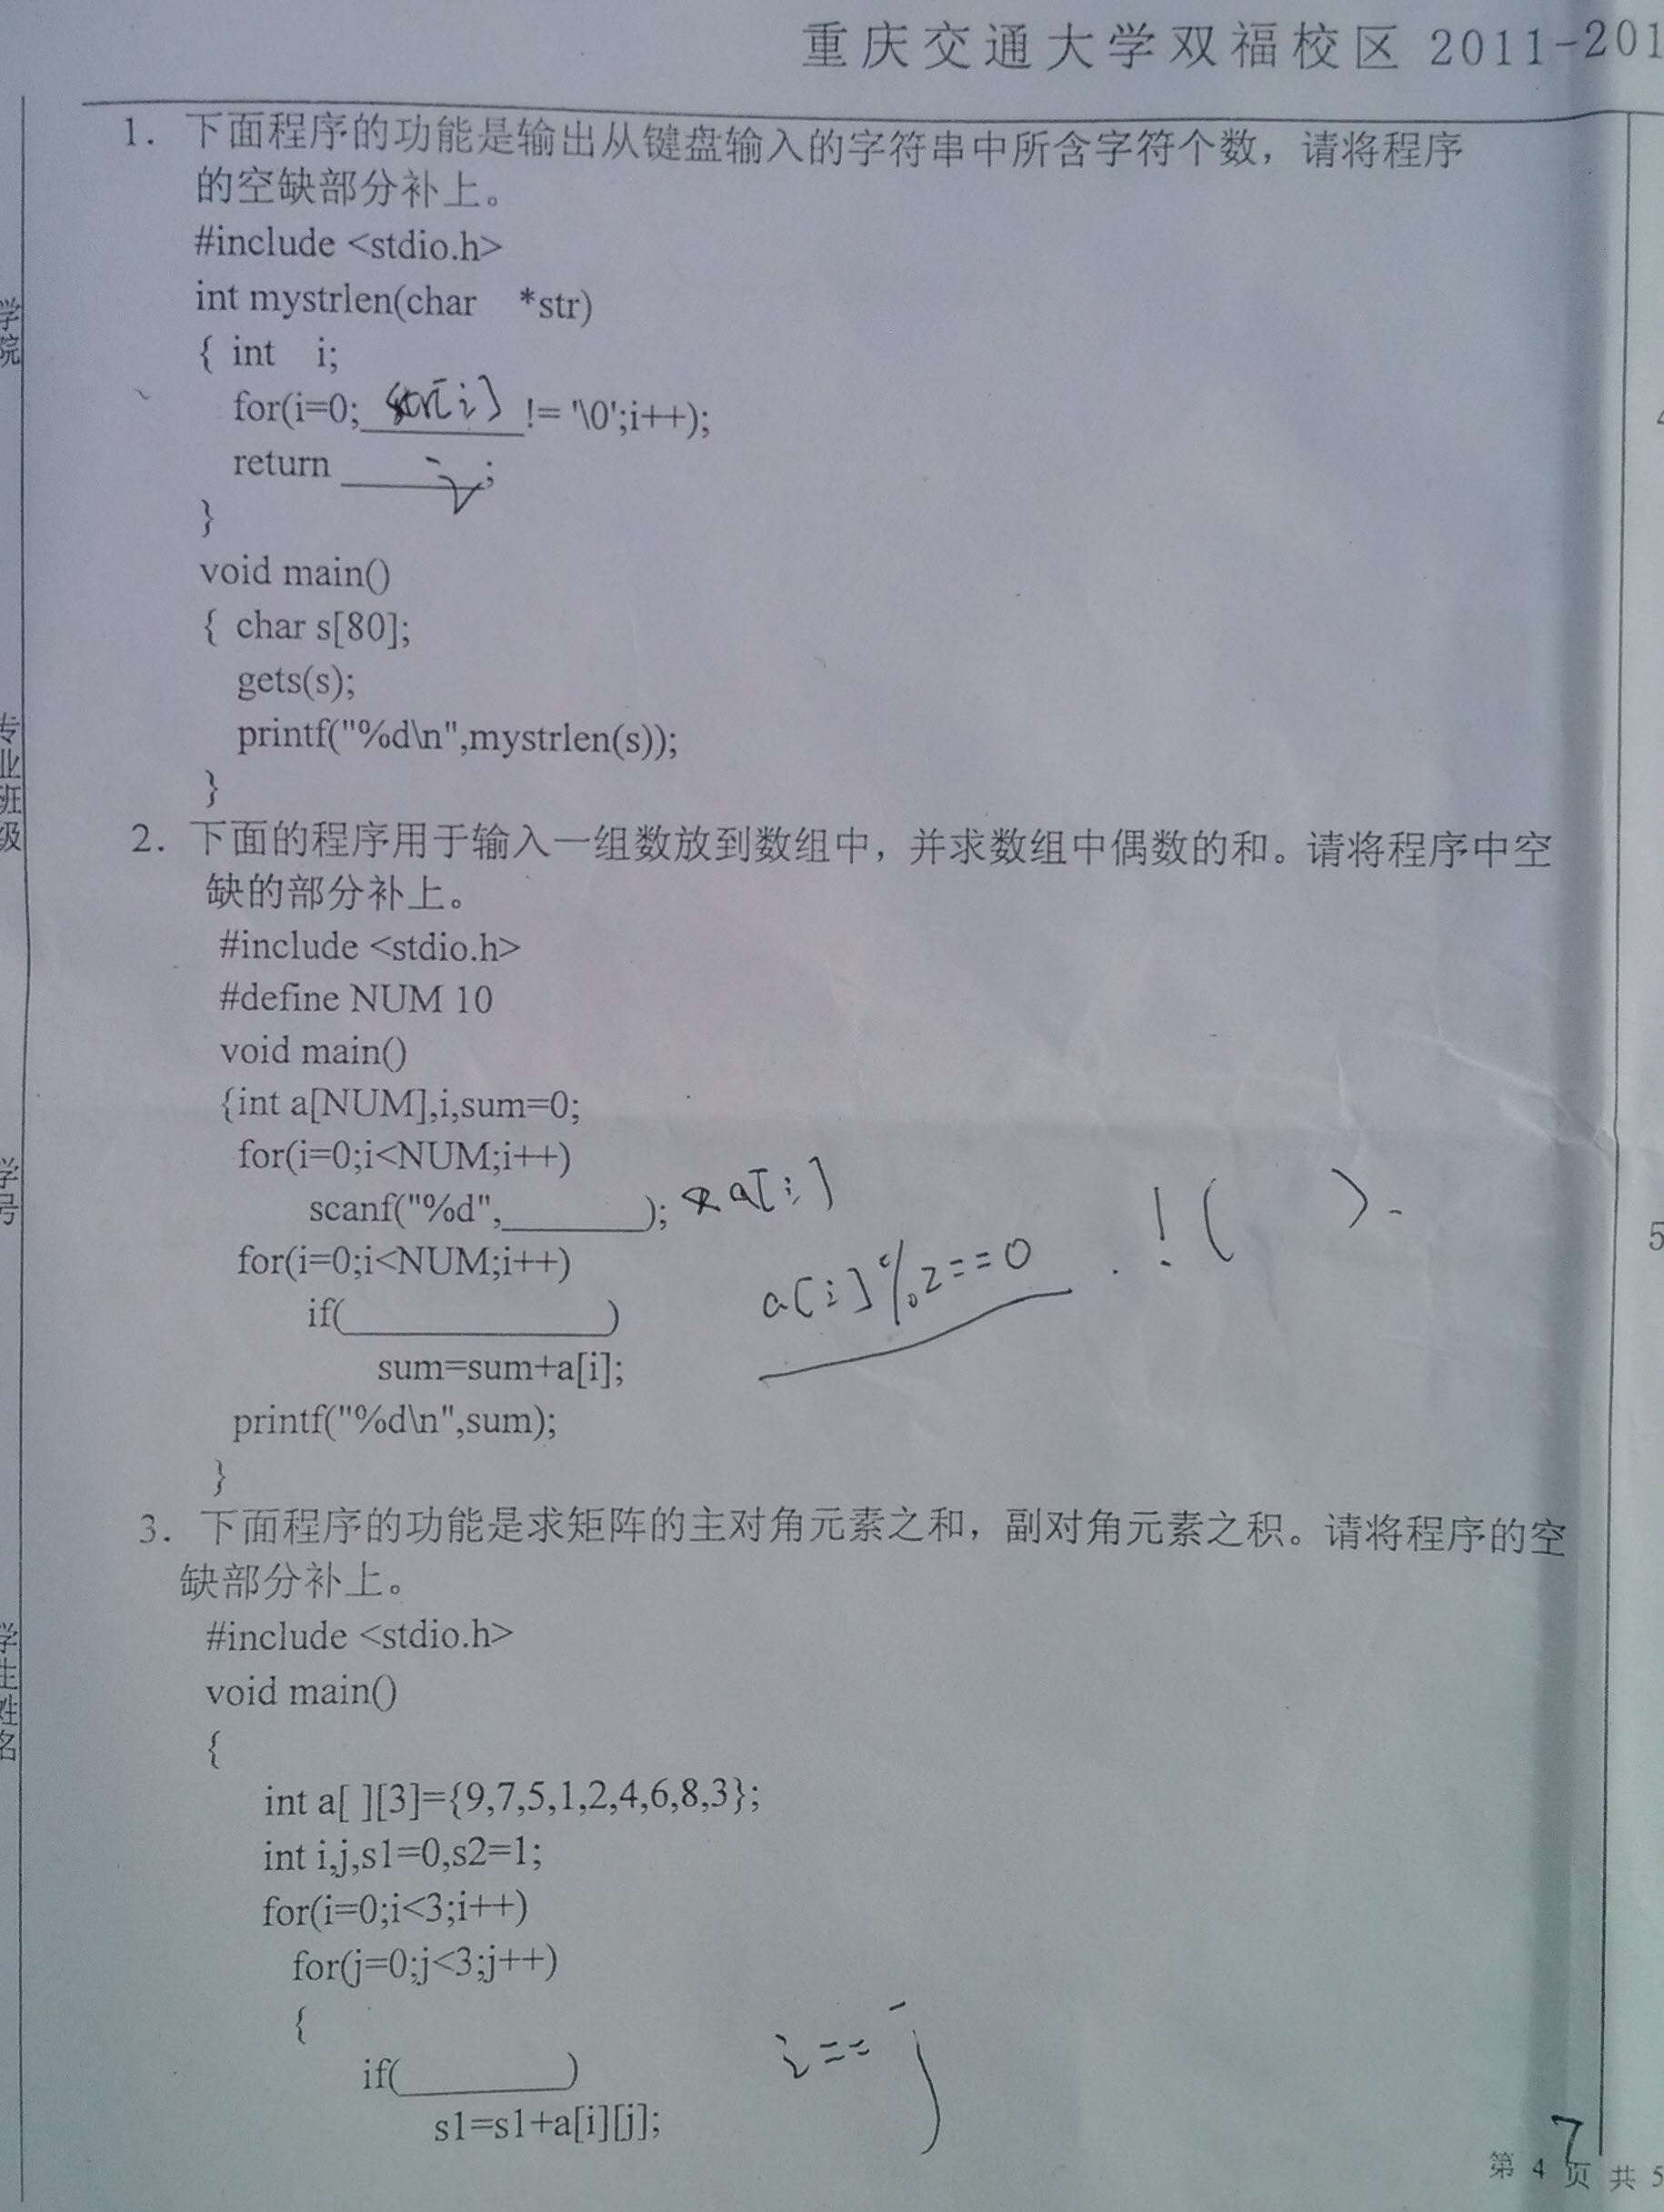 重庆交通大学双福校区 2011-201
1. 下面程序的功能是输出从键盘输入的字符串中所含字符个数，请将程序
的空缺部分补上。
#include <stdio.h>
int mystrlen(char *str)
{ int i;
for(i=0; str[i] != '\0';i++);
return i ;
}
void main()
{ char s[80];
gets(s);
printf("%d\n",mystrlen(s));
}
2. 下面的程序用于输入一组数放到数组中，并求数组中偶数的和。请将程序中空
缺的部分补上。
#include <stdio.h>
#define NUM 10
void main()
{int a[NUM],i,sum=0;
for(i=0;i<NUM;i++)
scanf("%d",______); &a[i]
for(i=0;i<NUM;i++)
if(____________) a[i]%2==0 . !( ).
sum=sum+a[i];
printf("%d\n",sum);
}
3. 下面程序的功能是求矩阵的主对角元素之和，副对角元素之积。请将程序的空
缺部分补上。
#include <stdio.h>
void main()
{
int a[ ][3]={9,7,5,1,2,4,6,8,3};
int i,j,s1=0,s2=1;
for(i=0;i<3;i++)
for(j=0;j<3;j++)
{
if(________) i==j
s1=s1+a[i][j];
7
第 4 页 共 5
学院
专业班级
学号
学生姓名
5